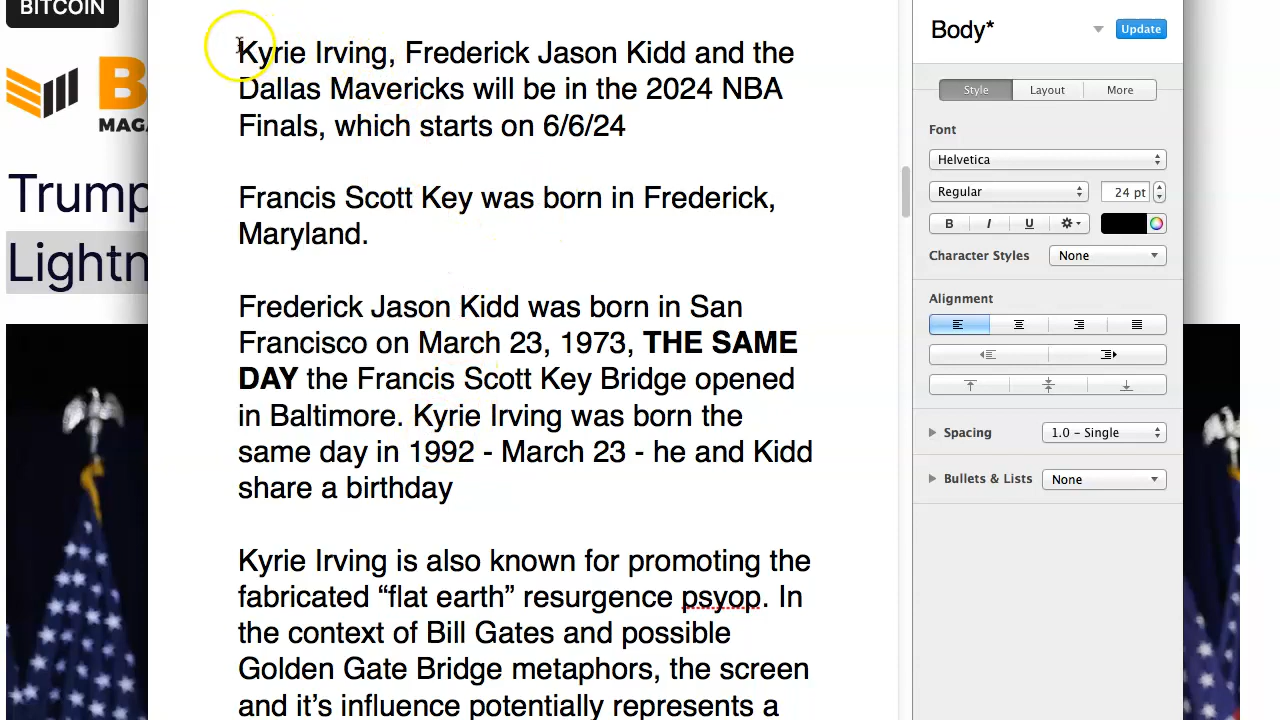 BITCOIN
B
MAGA
Trump
Lightn
Kyrie Irving, Frederick Jason Kidd and the
Dallas Mavericks will be in the 2024 NBA
Finals, which starts on 6/6/24
Francis Scott Key was born in Frederick,
Maryland.
Frederick Jason Kidd was born in San
Francisco on March 23, 1973, THE SAME
DAY the Francis Scott Key Bridge opened
in Baltimore. Kyrie Irving was born the
same day in 1992 - March 23 - he and Kidd
share a birthday
Kyrie Irving is also known for promoting the
fabricated “flat earth” resurgence psyop. In
the context of Bill Gates and possible
Golden Gate Bridge metaphors, the screen
and it’s influence potentially represents a
Body*
Update
Style Layout More
Font
Helvetica
Regular 24 pt
B I U
Character Styles None
Alignment
Spacing 1.0 – Single
Bullets & Lists None